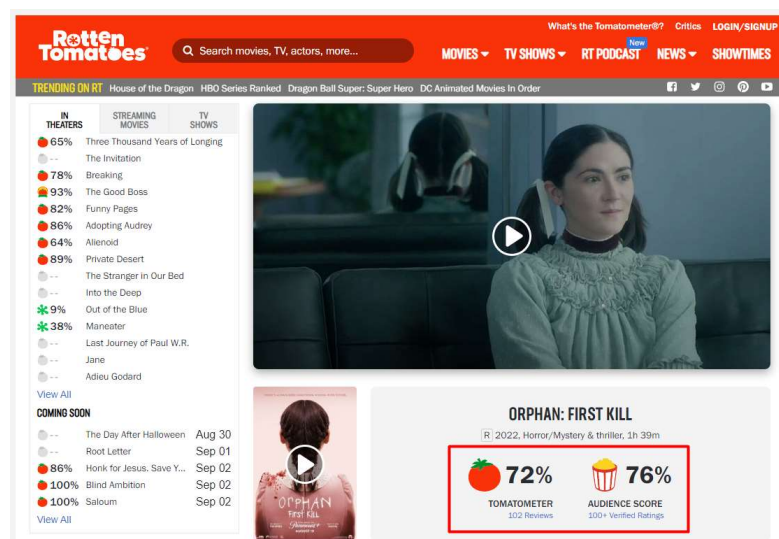 What's the Tomatometer®? Critics LOGIN/SIGNUP
Rotten
Tomatoes
Search movies, TV, actors, more...
New
MOVIES TV SHOWS RT PODCAST NEWS SHOWTIMES
TRENDING ON RT House of the Dragon HBO Series Ranked Dragon Ball Super: Super Hero DC Animated Movies In Order
IN THEATERS
STREAMING MOVIES
TV SHOWS
65% Three Thousand Years of Longing
-- The Invitation
78% Breaking
93% The Good Boss
82% Funny Pages
86% Adopting Audrey
64% Alienoid
89% Private Desert
-- The Stranger in Our Bed
-- Into the Deep
9% Out of the Blue
38% Maneater
-- Last Journey of Paul W.R.
-- Jane
-- Adieu Godard
View All
COMING SOON
-- The Day After Halloween Aug 30
-- Root Letter Sep 01
86% Honk for Jesus. Save Y... Sep 02
100% Blind Ambition Sep 02
100% Saloum Sep 02
View All
ORPHAN
FIRST KILL
Paramount+
ORPHAN: FIRST KILL
R 2022, Horror/Mystery & thriller, 1h 39m
72%
TOMATOMETER
102 Reviews
76%
AUDIENCE SCORE
100+ Verified Ratings